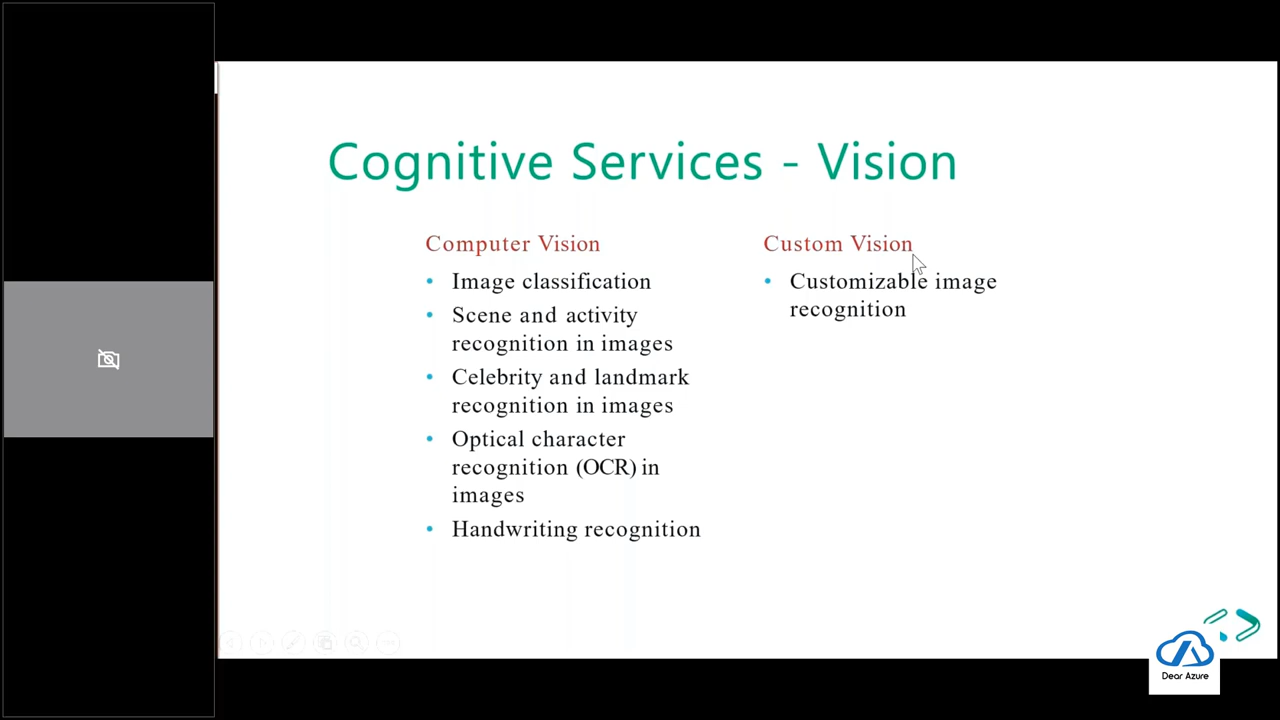 Cognitive Services - Vision
Computer Vision
• Image classification
• Scene and activity
recognition in images
• Celebrity and landmark
recognition in images
• Optical character
recognition (OCR) in
images
• Handwriting recognition
Custom Vision
• Customizable image
recognition
Dear Azure